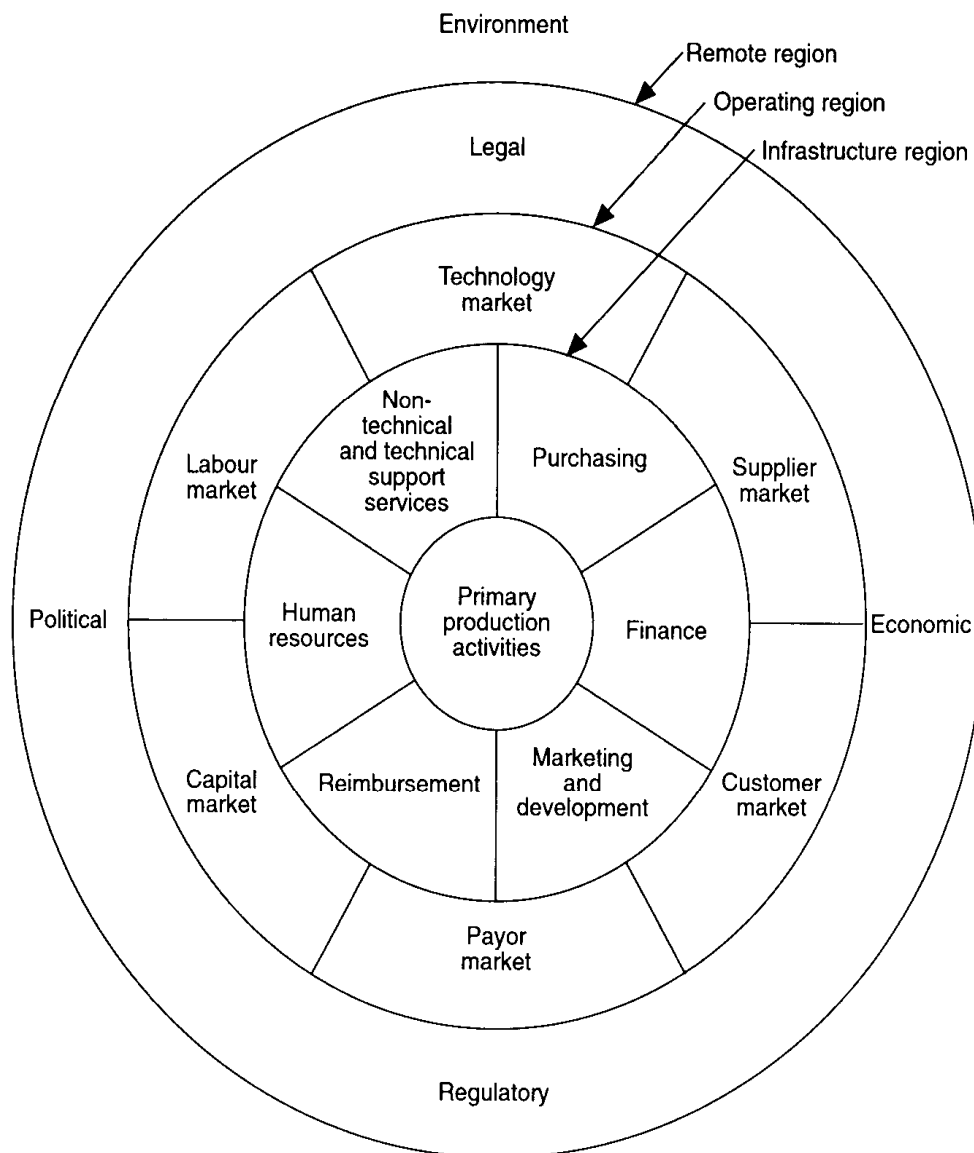 Environment
Remote region
Operating region
Infrastructure region
Legal
Technology
market
Non-
technical
and technical
support
services
Purchasing
Labour
market
Supplier
market
Political
Human
resources
Primary
production
activities
Finance
Economic
Capital
market
Reimbursement
Marketing
and
development
Customer
market
Payor
market
Regulatory